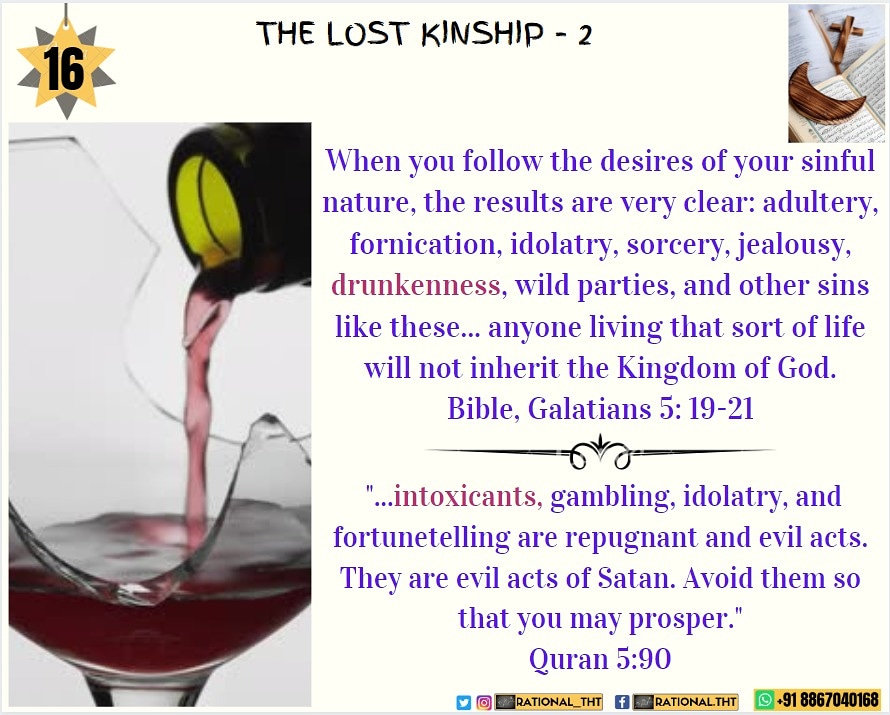 16
THE LOST KINSHIP - 2
When you follow the desires of your sinful
nature, the results are very clear: adultery,
fornication, idolatry, sorcery, jealousy,
drunkenness, wild parties, and other sins
like these... anyone living that sort of life
will not inherit the Kingdom of God.
Bible, Galatians 5: 19-21
"...intoxicants, gambling, idolatry, and
fortunetelling are repugnant and evil acts.
They are evil acts of Satan. Avoid them so
that you may prosper."
Quran 5:90
RATIONAL_THT RATIONAL.THT +91 8867040168